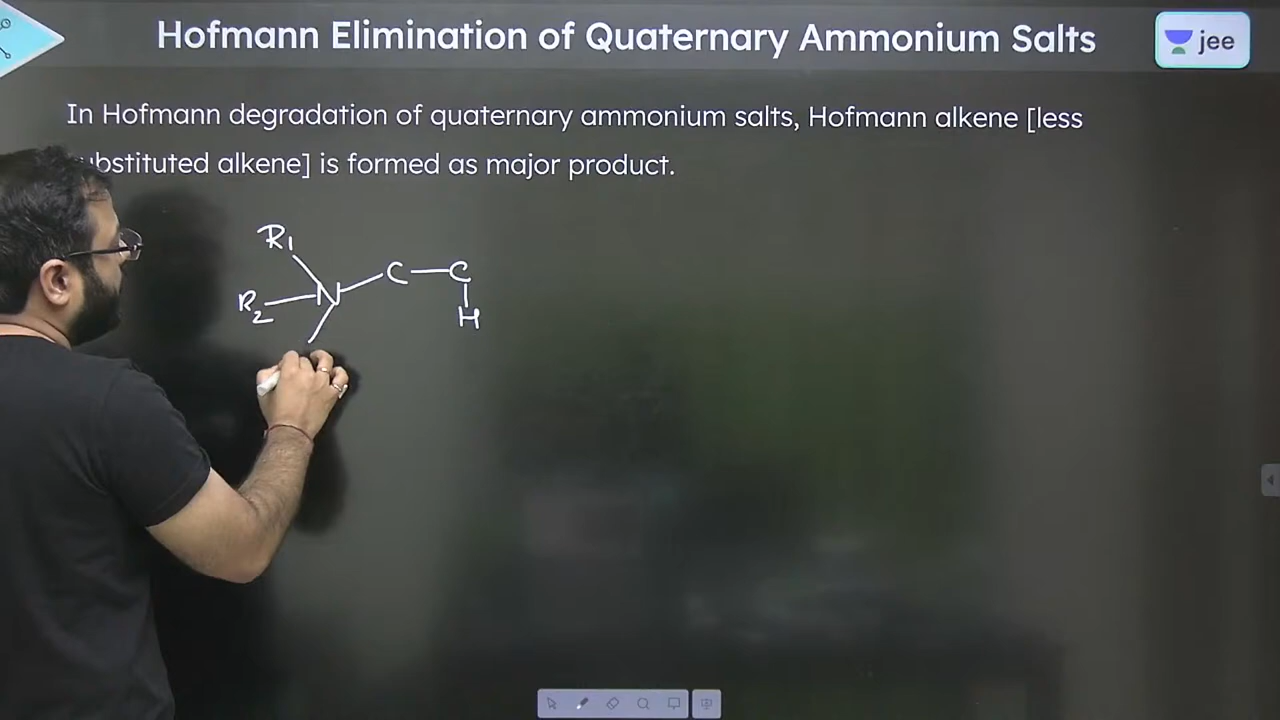 Hofmann Elimination of Quaternary Ammonium Salts
jee
In Hofmann degradation of quaternary ammonium salts, Hofmann alkene [less
substituted alkene] is formed as major product.
R1
N C C
R2
H